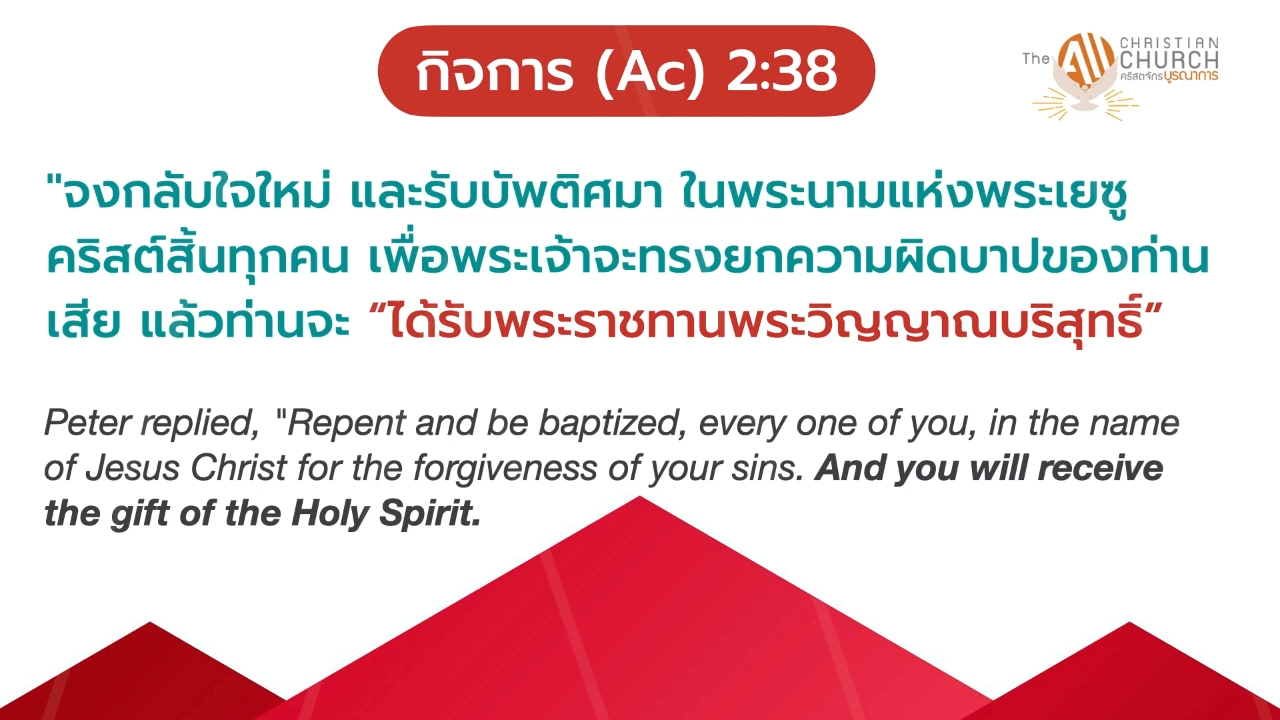 กิจการ (Ac) 2:38
The AW CHRISTIAN CHURCH
คริสตจักรบูรณาการ
"จงกลับใจใหม่ และรับบัพติศมา ในพระนามแห่งพระเยซู
คริสต์สิ้นทุกคน เพื่อพระเจ้าจะทรงยกความผิดบาปของท่าน
เสีย แล้วท่านจะ “ได้รับพระราชทานพระวิญญาณบริสุทธิ์”
Peter replied, "Repent and be baptized, every one of you, in the name
of Jesus Christ for the forgiveness of your sins. And you will receive
the gift of the Holy Spirit.